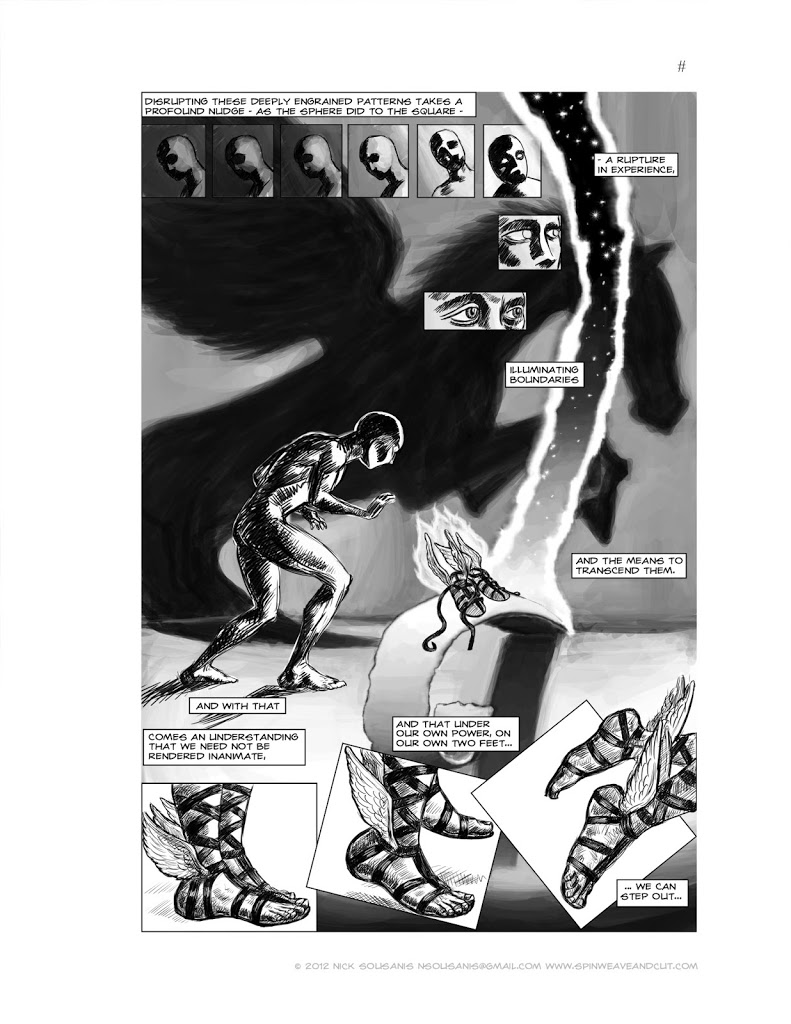 #
DISRUPTING THESE DEEPLY ENGRAINED PATTERNS TAKES A
PROFOUND NUDGE - AS THE SPHERE DID TO THE SQUARE -
- A RUPTURE
IN EXPERIENCE,
ILLUMINATING
BOUNDARIES
AND THE MEANS TO
TRANSCEND THEM.
AND WITH THAT
COMES AN UNDERSTANDING
THAT WE NEED NOT BE
RENDERED INANIMATE,
AND THAT UNDER
OUR OWN POWER, ON
OUR OWN TWO FEET...
... WE CAN
STEP OUT...
© 2012 NICK SOUSANIS NSOUSANIS@GMAIL.COM WWW.SPINWEAVEANDCUT.COM